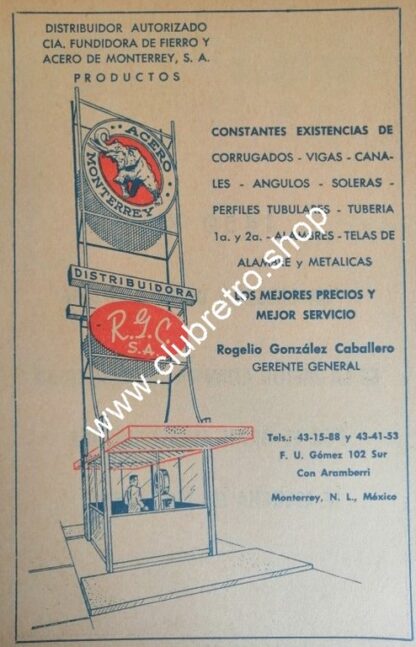 DISTRIBUIDOR AUTORIZADO
CIA. FUNDIDORA DE FIERRO Y
ACERO DE MONTERREY, S. A.
PRODUCTOS
ACERO
MONTERREY
DISTRIBUIDORA
R.G.C.
S.A.
CONSTANTES EXISTENCIAS DE
CORRUGADOS - VIGAS - CANA-
LES - ANGULOS - SOLERAS -
PERFILES TUBULARES - TUBERIA
1a. y 2a. - ALAMBRES - TELAS DE
ALAMBRE y METALICAS
LOS MEJORES PRECIOS Y
MEJOR SERVICIO
Rogelio González Caballero
GERENTE GENERAL
Tels.: 43-15-88 y 43-41-53
F. U. Gómez 102 Sur
Con Aramberri
Monterrey, N. L., México
www.clubretro.shop